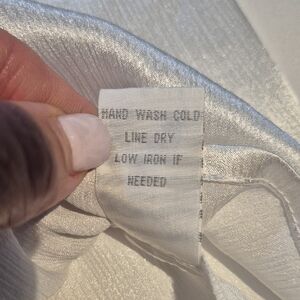 HAND WASH COLD
LINE DRY
LOW IRON IF
NEEDED